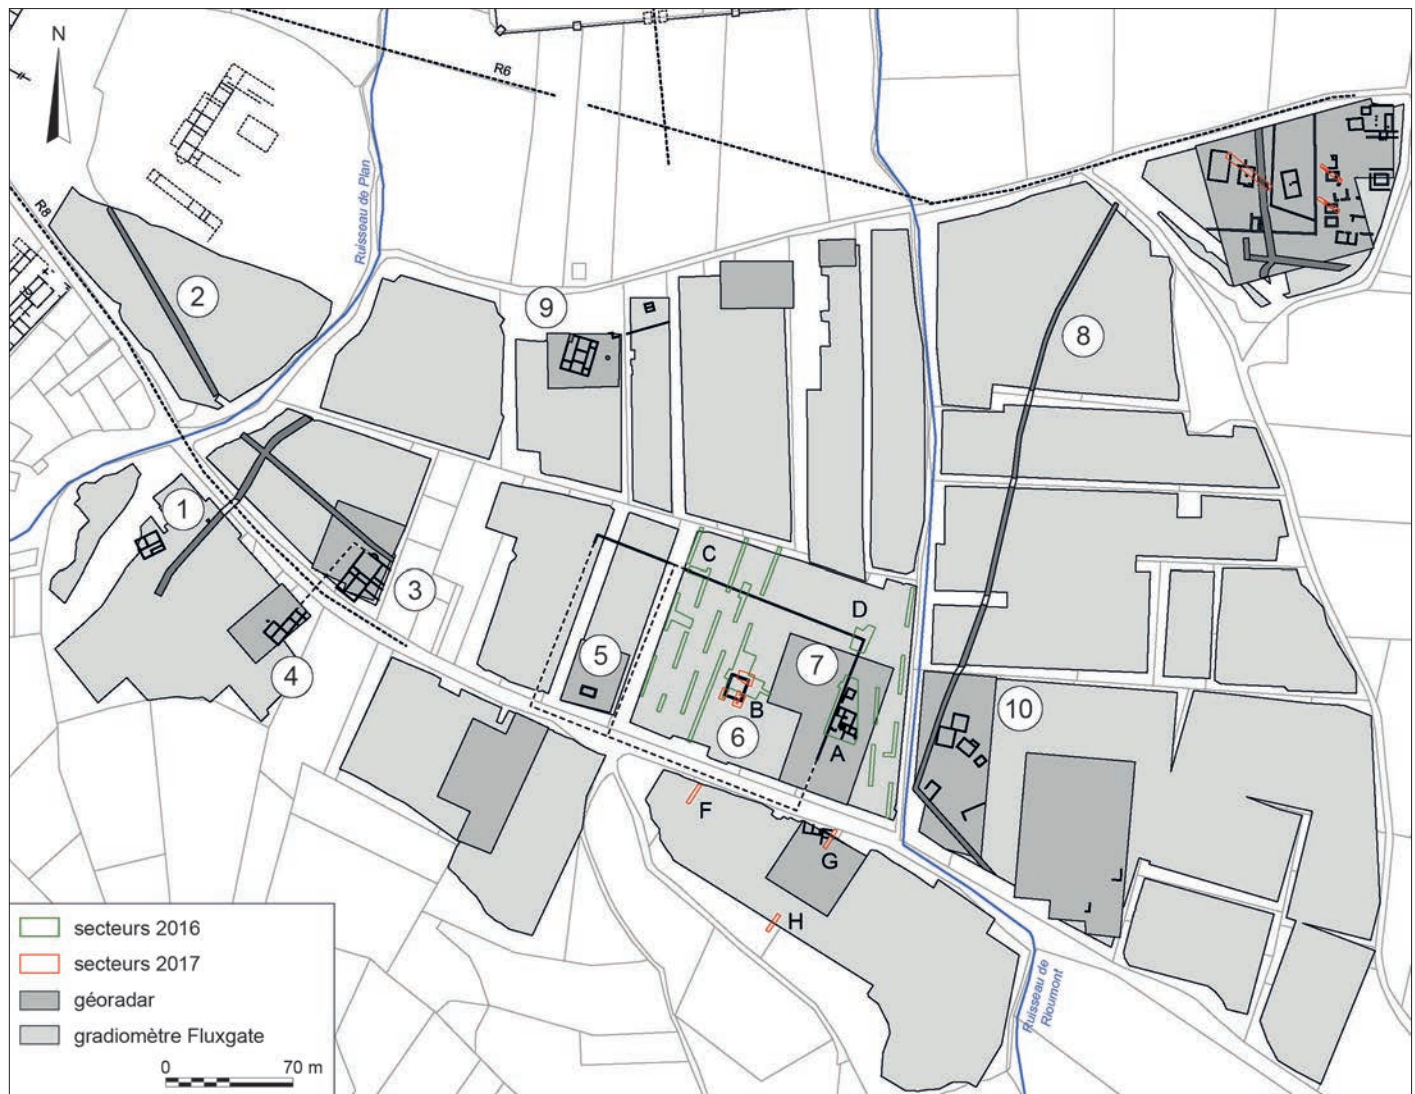 N
R6
Ruisseau de Plan
R8
2
9
8
1
3
C
D
5
7
4
B
6
10
A
F
G
H
secteurs 2016
secteurs 2017
géoradar
gradiomètre Fluxgate
0 70 m
Ruisseau de
Rioumont